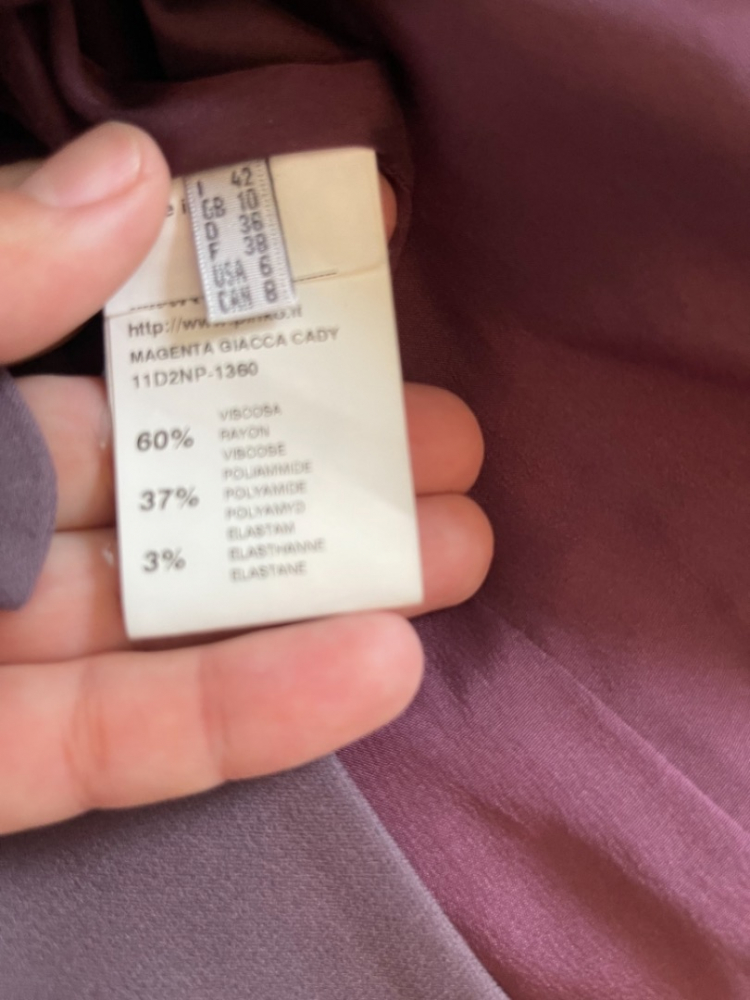 I 42
GB 10
D 36
F 38
USA 6
CAN 8
MAGENTA GIACCA CADY
11D2NP-1360
60%
VISCOSA
RAYON
VISCOSE
37%
POLIAMMIDE
POLYAMIDE
POLYAMYD
3%
ELASTAM
ELASTHANNE
ELASTANE